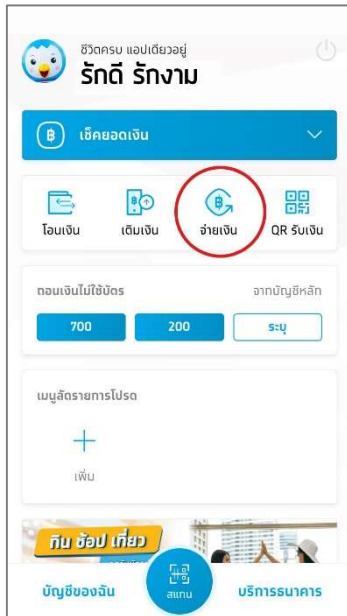 ชีวิตครบ แอปเดียวอยู่
รักดี รักงาม
เช็คยอดเงิน
โอนเงิน เติมเงิน จ่ายเงิน QR รับเงิน
ถอนเงินไม่ใช้บัตร จากบัญชีหลัก
700 200 ระบุ
เมนูลัดรายการโปรด
เพิ่ม
กิน ช้อป เที่ยว
บัญชีของฉัน สแกน บริการธนาคาร